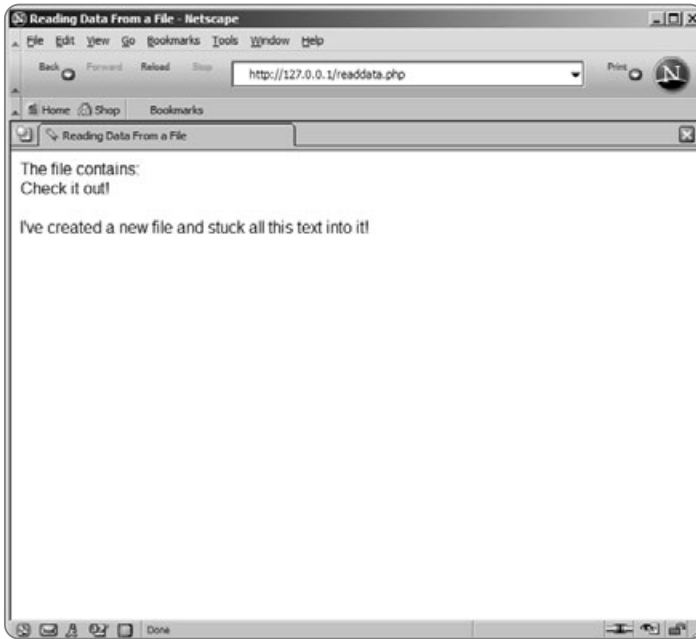 Reading Data From a File - Netscape
File Edit View Go Bookmarks Tools Window Help
Back Forward Reload Stop http://127.0.0.1/readdata.php Print N
Home Shop Bookmarks
Reading Data From a File
The file contains:
Check it out!
I've created a new file and stuck all this text into it!
Done